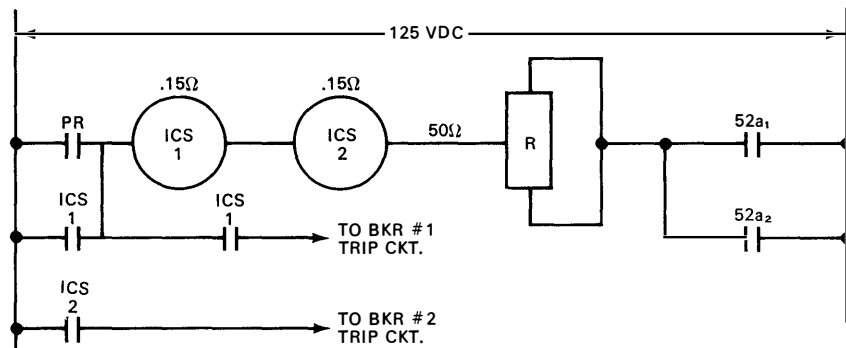 125 VDC
.15Ω
.15Ω
PR
ICS
1
ICS
2
50Ω
R
52a₁
ICS
1
ICS
1
TO BKR #1
TRIP CKT.
52a₂
ICS
2
TO BKR #2
TRIP CKT.